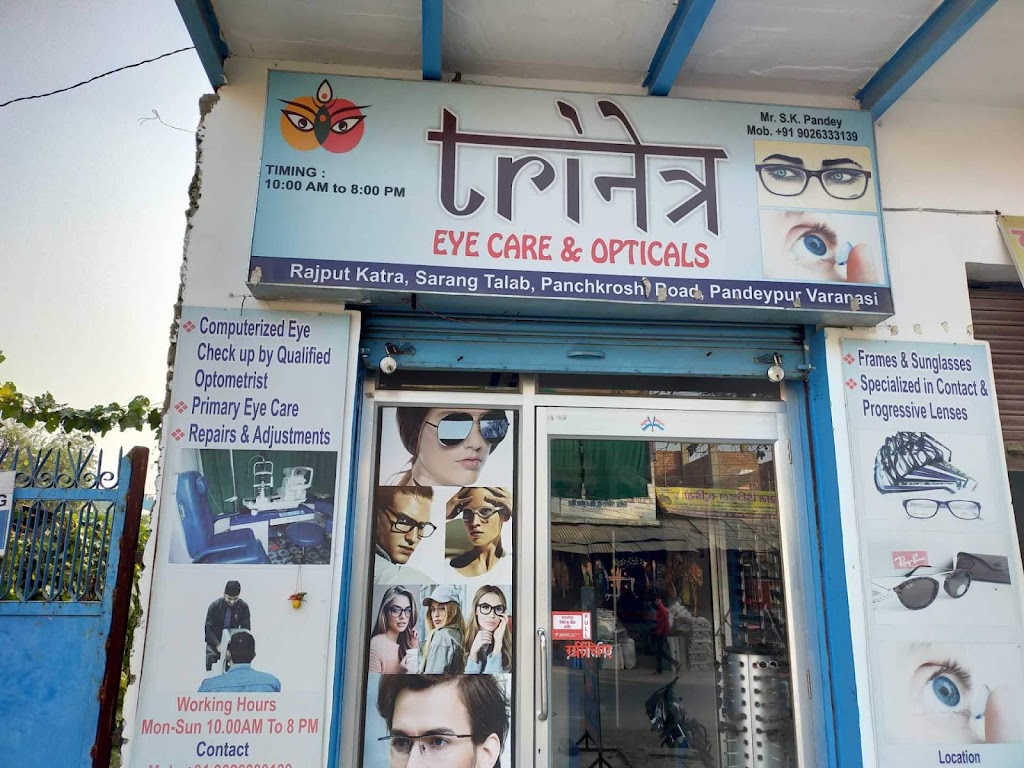 Mr. S.K. Pandey
Mob. +91 9026333139
TIMING :
10:00 AM to 8:00 PM
triनेत्र
EYE CARE & OPTICALS
Rajput Katra, Sarang Talab, Panchkroshi Road, Pandeypur Varanasi
❖ Computerized Eye
Check up by Qualified
Optometrist
❖ Primary Eye Care
❖ Repairs & Adjustments
Working Hours
Mon-Sun 10.00AM To 8 PM
Contact
❖ Frames & Sunglasses
❖ Specialized in Contact &
Progressive Lenses
Ray-Ban
PULL
Location
G